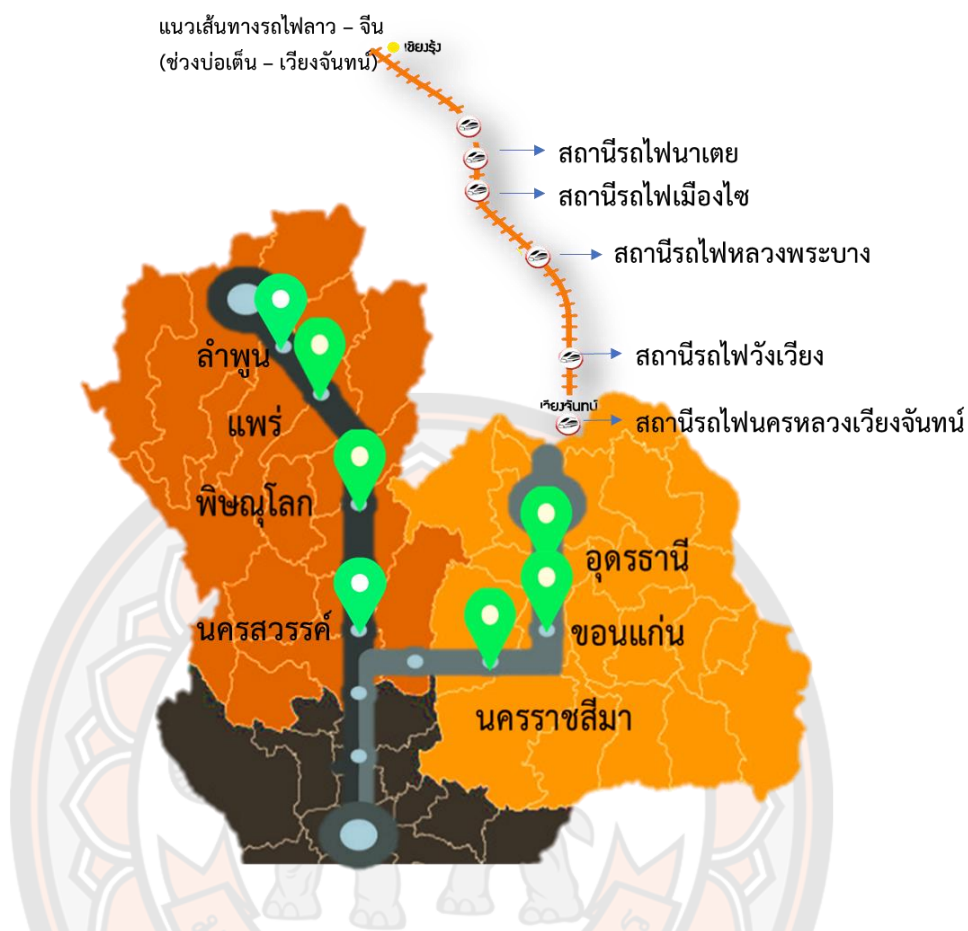 แนวเส้นทางรถไฟลาว – จีน
(ช่วงบ่อเต็น – เวียงจันทน์)
เชียงรุ้ง
สถานีรถไฟนาเตย
สถานีรถไฟเมืองไซ
สถานีรถไฟหลวงพระบาง
สถานีรถไฟวังเวียง
เวียงจันทน์
สถานีรถไฟนครหลวงเวียงจันทน์
ลำพูน
แพร่
พิษณุโลก
นครสวรรค์
อุดรธานี
ขอนแก่น
นครราชสีมา